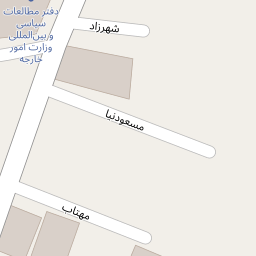 دفتر مطالعات
سیاسی
وبین‌المللی
وزارت امور
خارجه
شهرزاد
مسعودنیا
مهتاب